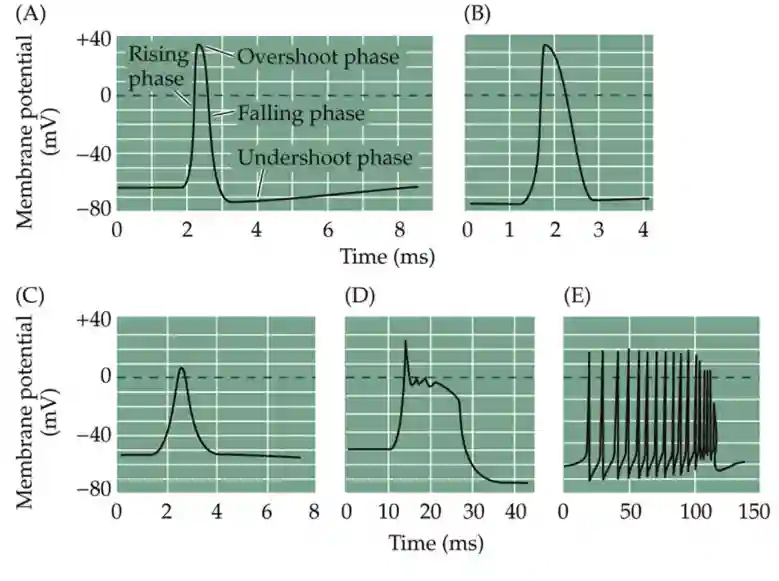 (A)
(B)
Membrane potential
(mV)
+40
0
−40
−80
Rising
phase
Overshoot phase
Falling phase
Undershoot phase
0 2 4 6 8
0 1 2 3 4
Time (ms)
(C)
(D)
(E)
Membrane potential
(mV)
+40
0
−40
−80
0 2 4 6 8
0 10 20 30 40
0 50 100 150
Time (ms)